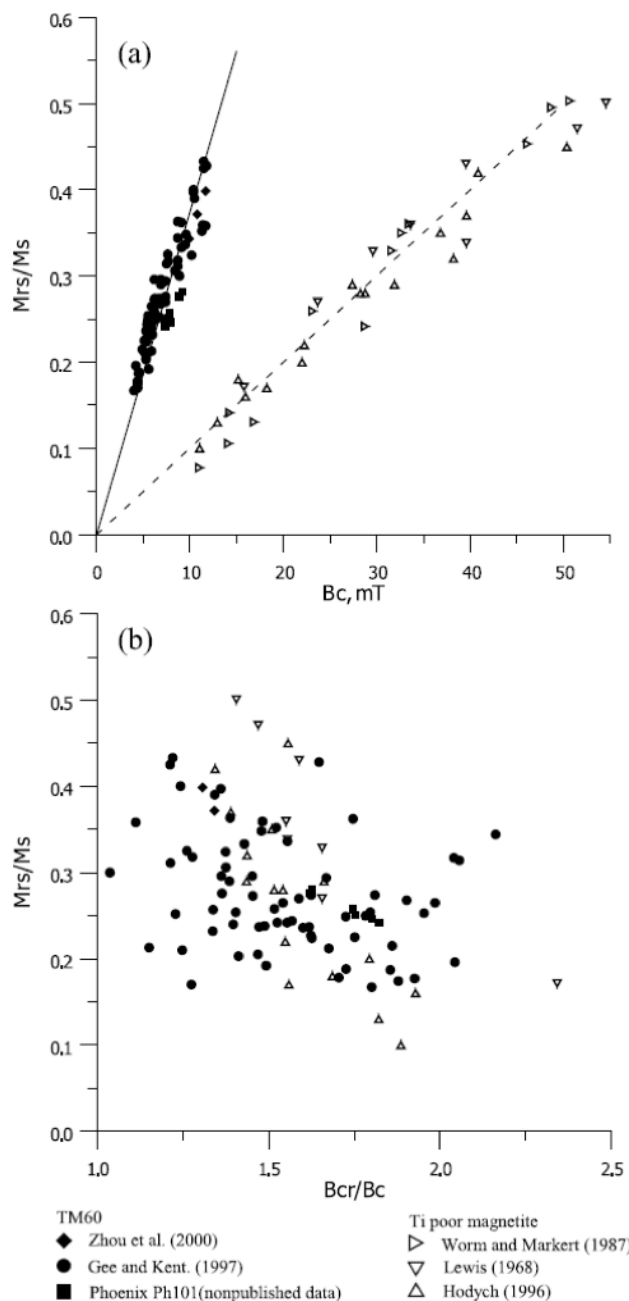 0.6
(a)
0.5
0.4
Mrs/Ms
0.3
0.2
0.1
0.0
0 10 20 30 40 50
Bc, mT
0.6
(b)
0.5
0.4
Mrs/Ms
0.3
0.2
0.1
0.0
1.0 1.5 2.0 2.5
Bcr/Bc
TM60
Zhou et al. (2000)
Gee and Kent. (1997)
Phoenix Ph101(nonpublished data)
Ti poor magnetite
Worm and Markert (1987)
Lewis (1968)
Hodych (1996)